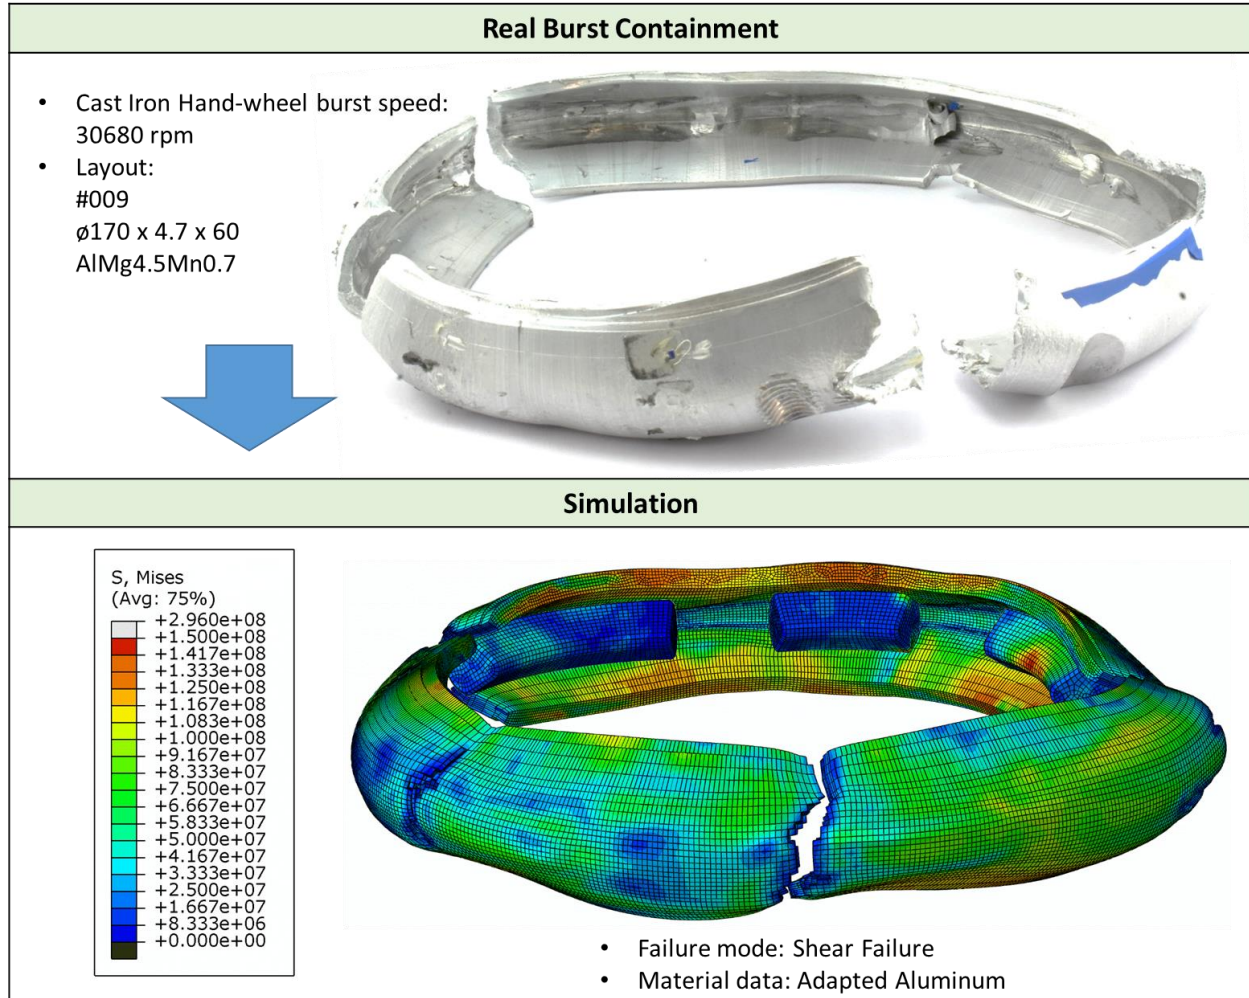 Real Burst Containment
• Cast Iron Hand-wheel burst speed:
30680 rpm
• Layout:
#009
ø170 x 4.7 x 60
AlMg4.5Mn0.7
Simulation
S, Mises
(Avg: 75%)
+2.960e+08
+1.500e+08
+1.417e+08
+1.333e+08
+1.250e+08
+1.167e+08
+1.083e+08
+1.000e+08
+9.167e+07
+8.333e+07
+7.500e+07
+6.667e+07
+5.833e+07
+5.000e+07
+4.167e+07
+3.333e+07
+2.500e+07
+1.667e+07
+8.333e+06
+0.000e+00
• Failure mode: Shear Failure
• Material data: Adapted Aluminum